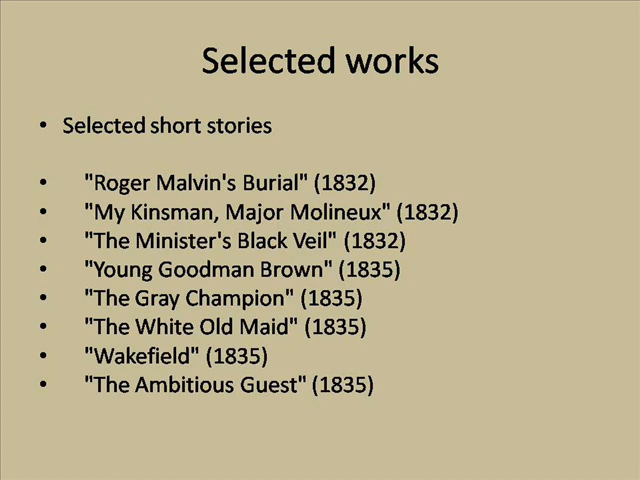 Selected works
• Selected short stories
• "Roger Malvin's Burial" (1832)
• "My Kinsman, Major Molineux" (1832)
• "The Minister's Black Veil" (1832)
• "Young Goodman Brown" (1835)
• "The Gray Champion" (1835)
• "The White Old Maid" (1835)
• "Wakefield" (1835)
• "The Ambitious Guest" (1835)